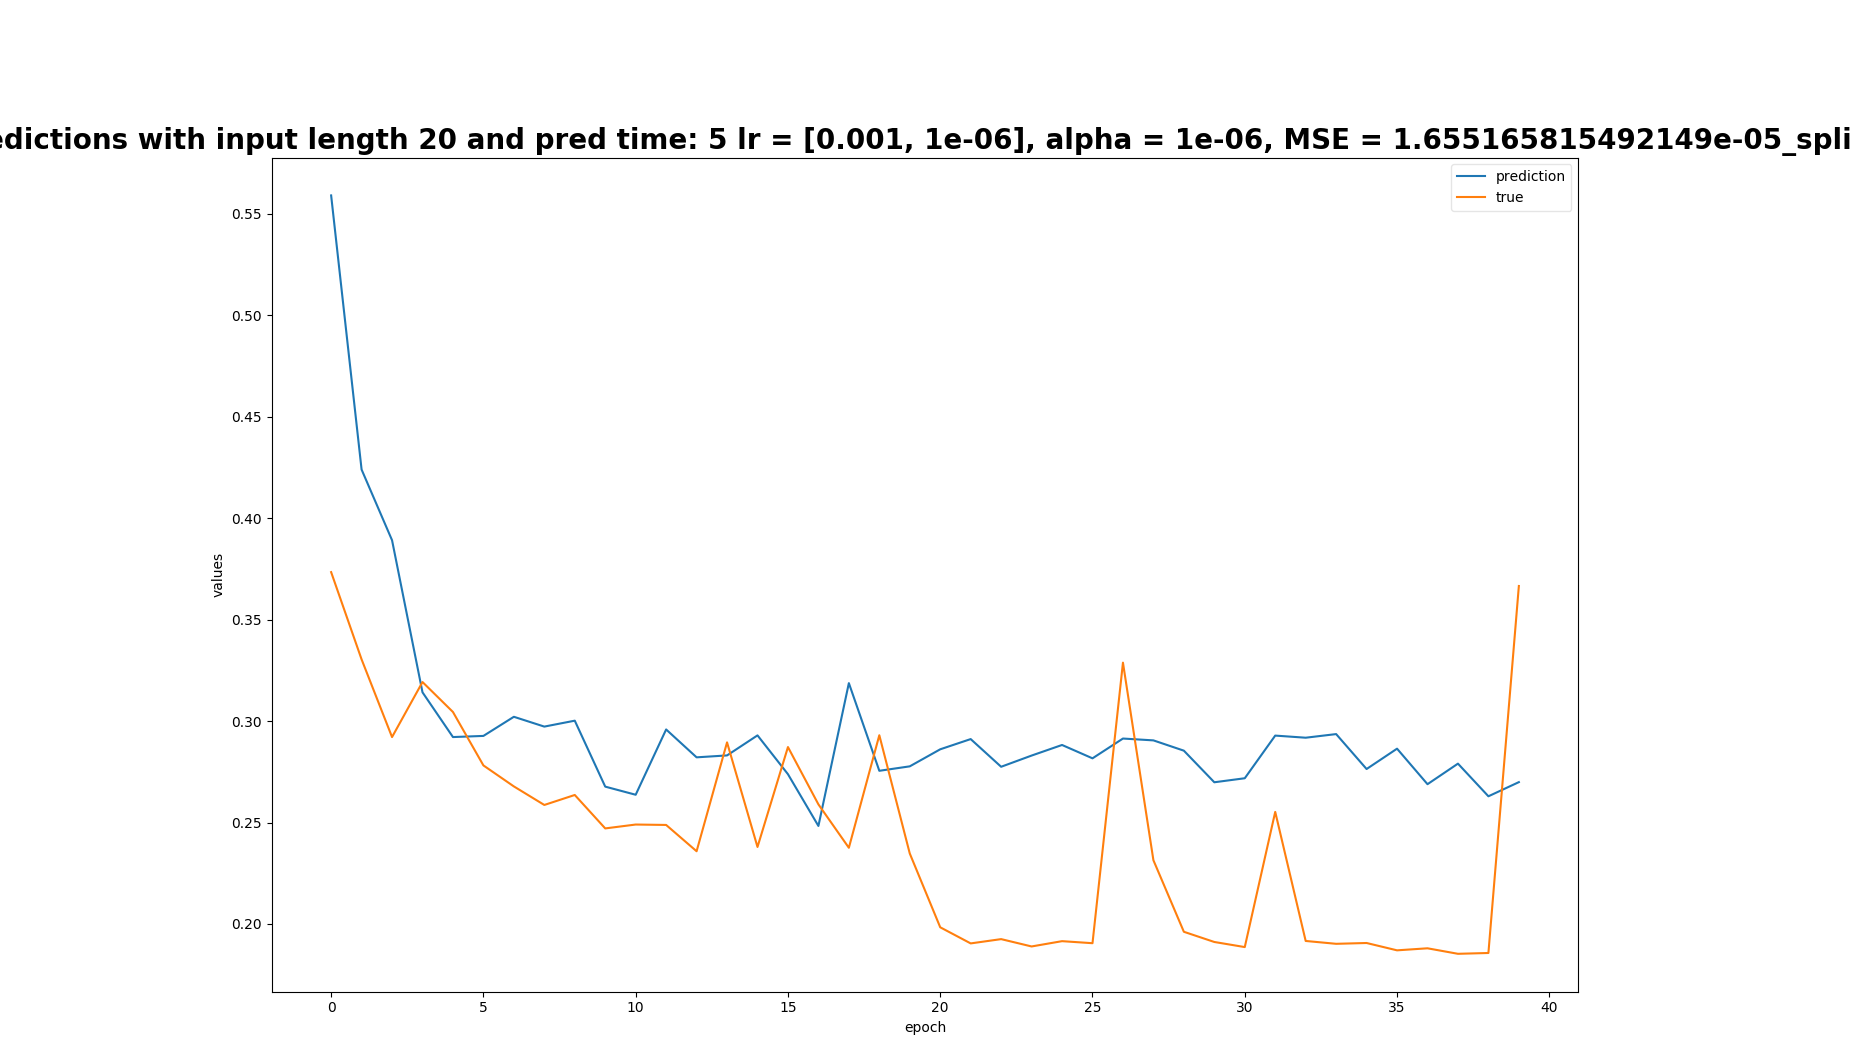 edictions with input length 20 and pred time: 5 lr = [0.001, 1e-06], alpha = 1e-06, MSE = 1.655165815492149e-05_spli
prediction
true
0.55
0.50
0.45
0.40
0.35
0.30
0.25
0.20
values
0 5 10 15 20 25 30 35 40
epoch